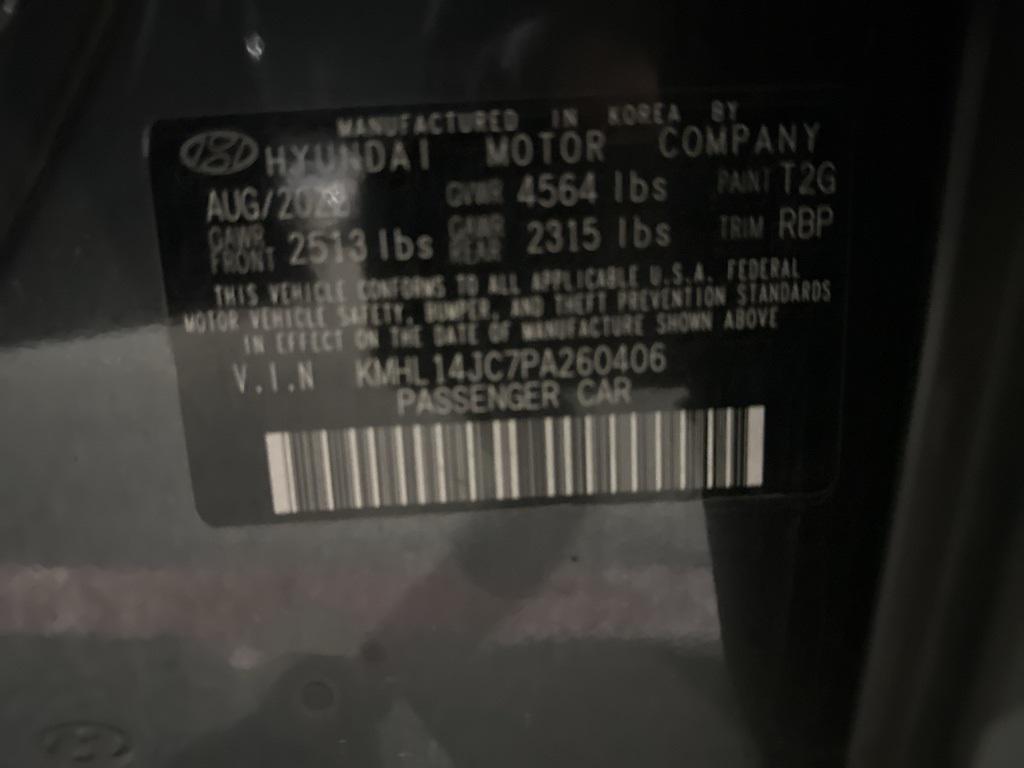 MANUFACTURED IN KOREA BY
HYUNDAI MOTOR COMPANY
AUG/2022 GVWR 4564 lbs PAINT T2G
GAWR FRONT 2513 lbs GAWR REAR 2315 lbs TRIM RBP
THIS VEHICLE CONFORMS TO ALL APPLICABLE U.S.A. FEDERAL
MOTOR VEHICLE SAFETY, BUMPER, AND THEFT PREVENTION STANDARDS
IN EFFECT ON THE DATE OF MANUFACTURE SHOWN ABOVE
V.I.N KMHL14JC7PA260406
PASSENGER CAR